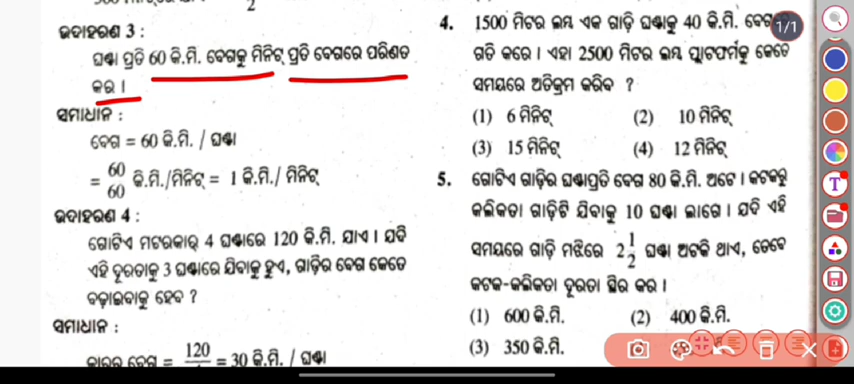 ଉଦାହରଣ 3 :
ଘଣ୍ଟା ପ୍ରତି 60 କି.ମି. ବେଗକୁ ମିନିଟ୍ ପ୍ରତି ବେଗରେ ପରିଣତ
କର ।
ସମାଧାନ :
ବେଗ = 60 କି.ମି. / ଘଣ୍ଟା
= 60/60 କି.ମି./ମିନିଟ୍ = 1 କି.ମି./ ମିନିଟ୍
ଉଦାହରଣ 4 :
ଗୋଟିଏ ମଟରକାର୍ 4 ଘଣ୍ଟାରେ 120 କି.ମି. ଯାଏ । ଯଦି
ଏହି ଦୂରତାକୁ 3 ଘଣ୍ଟାରେ ଯିବାକୁ ହୁଏ, ଗାଡ଼ିର ବେଗ କେତେ
ବଢ଼ାଇବାକୁ ହେବ ?
ସମାଧାନ :
କାରର ବେଗ = 120 = 30 କି.ମି. / ଘଣ୍ଟା
4. 1500 ମିଟର ଲମ୍ବ ଏକ ଗାଡ଼ି ଘଣ୍ଟାକୁ 40 କି.ମି.
ଗତି କରେ । ଏହା 2500 ମିଟର ଲମ୍ବ ପ୍ଲାଟଫର୍ମକୁ କେତେ
ସମୟରେ ଅତିକ୍ରମ କରିବ ?
(1) 6 ମିନିଟ୍ (2) 10 ମିନିଟ୍
(3) 15 ମିନିଟ୍ (4) 12 ମିନିଟ୍
5. ଗୋଟିଏ ଗାଡ଼ିର ଘଣ୍ଟାପ୍ରତି ବେଗ 80 କି.ମି. ଅଟେ । କଟକରୁ
କଲିକତା ଗାଡ଼ିଟି ଯିବାକୁ 10 ଘଣ୍ଟା ଲାଗେ । ଯଦି ଏହି
ସମୟରେ ଗାଡ଼ି ମଝିରେ 2 1/2 ଘଣ୍ଟା ଅଟକି ଥାଏ, ତେବେ
କଟକ-କଲିକତା ଦୂରତା ସ୍ଥିର କର ।
(1) 600 କି.ମି. (2) 400 କି.ମି.
(3) 350 କି.ମି.
1/1
T